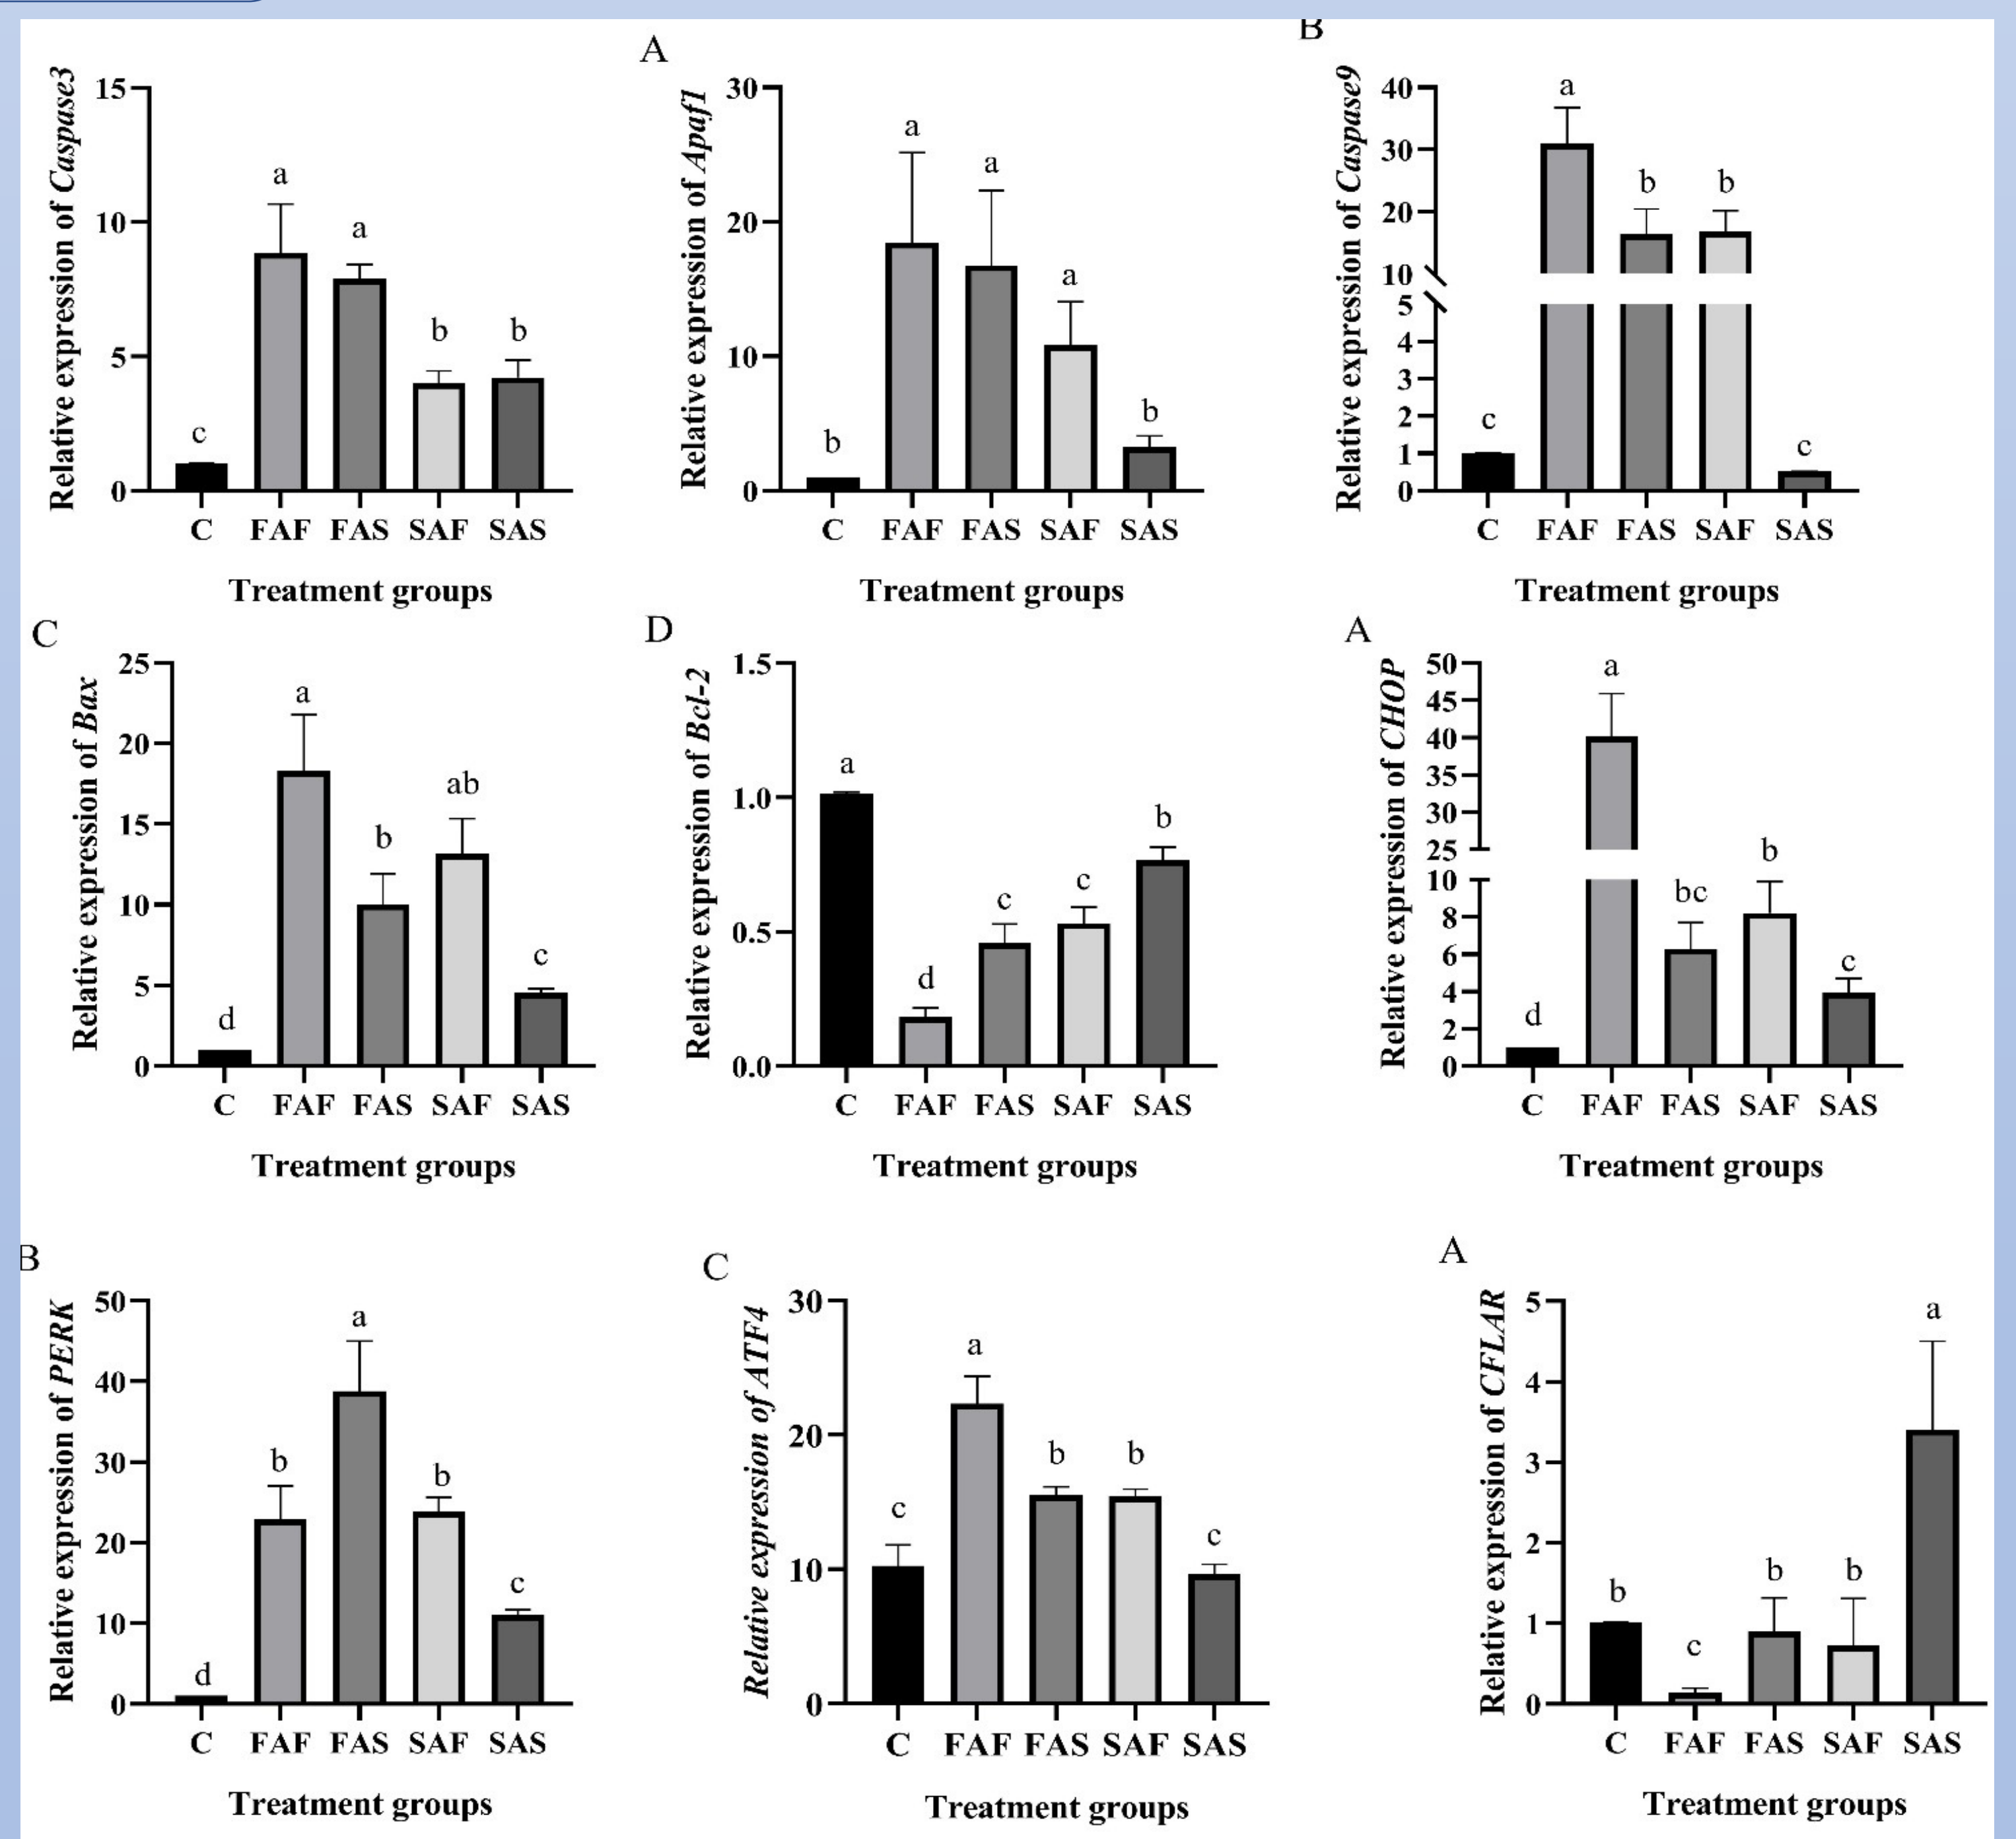 A
B
Relative expression of Caspase3
15
10
5
0
a
a
b
b
c
C FAF FAS SAF SAS
Treatment groups
Relative expression of Apaf1
30
20
10
0
a
a
a
b
b
C FAF FAS SAF SAS
Treatment groups
Relative expression of Caspase9
40
30
20
10
5
4
3
2
1
0
a
b
b
c
c
C FAF FAS SAF SAS
Treatment groups
C
D
A
Relative expression of Bax
25
20
15
10
5
0
a
ab
b
c
d
C FAF FAS SAF SAS
Treatment groups
Relative expression of Bcl-2
1.5
1.0
0.5
0.0
a
b
c
c
d
C FAF FAS SAF SAS
Treatment groups
Relative expression of CHOP
50
45
40
35
30
25
10
8
6
4
2
0
a
b
bc
c
d
C FAF FAS SAF SAS
Treatment groups
B
C
A
Relative expression of PERK
50
40
30
20
10
0
a
b
b
c
d
C FAF FAS SAF SAS
Treatment groups
Relative expression of ATF4
30
20
10
0
a
b
b
c
c
C FAF FAS SAF SAS
Treatment groups
Relative expression of CFLAR
5
4
3
2
1
0
a
b
b
b
c
C FAF FAS SAF SAS
Treatment groups